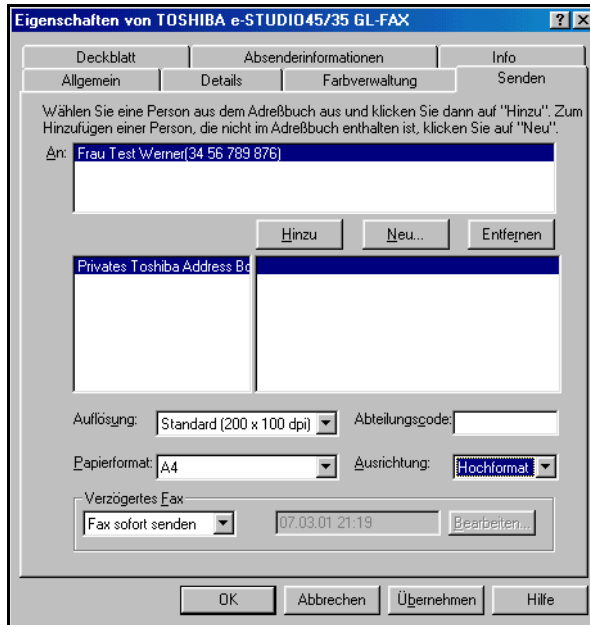 Eigenschaften von TOSHIBA e-STUDIO45/35 GL-FAX
Deckblatt Absenderinformationen Info
Allgemein Details Farbverwaltung Senden
Wählen Sie eine Person aus dem Adreßbuch aus und klicken Sie dann auf "Hinzu". Zum
Hinzufügen einer Person, die nicht im Adreßbuch enthalten ist, klicken Sie auf "Neu".
An: Frau Test Werner(34 56 789 876)
Hinzu Neu... Entfernen
Privates Toshiba Address Bo
Auflösung: Standard (200 x 100 dpi) Abteilungscode:
Papierformat: A4 Ausrichtung: Hochformat
Verzögertes Fax
Fax sofort senden 07.03.01 21:19 Bearbeiten...
OK Abbrechen Übernehmen Hilfe